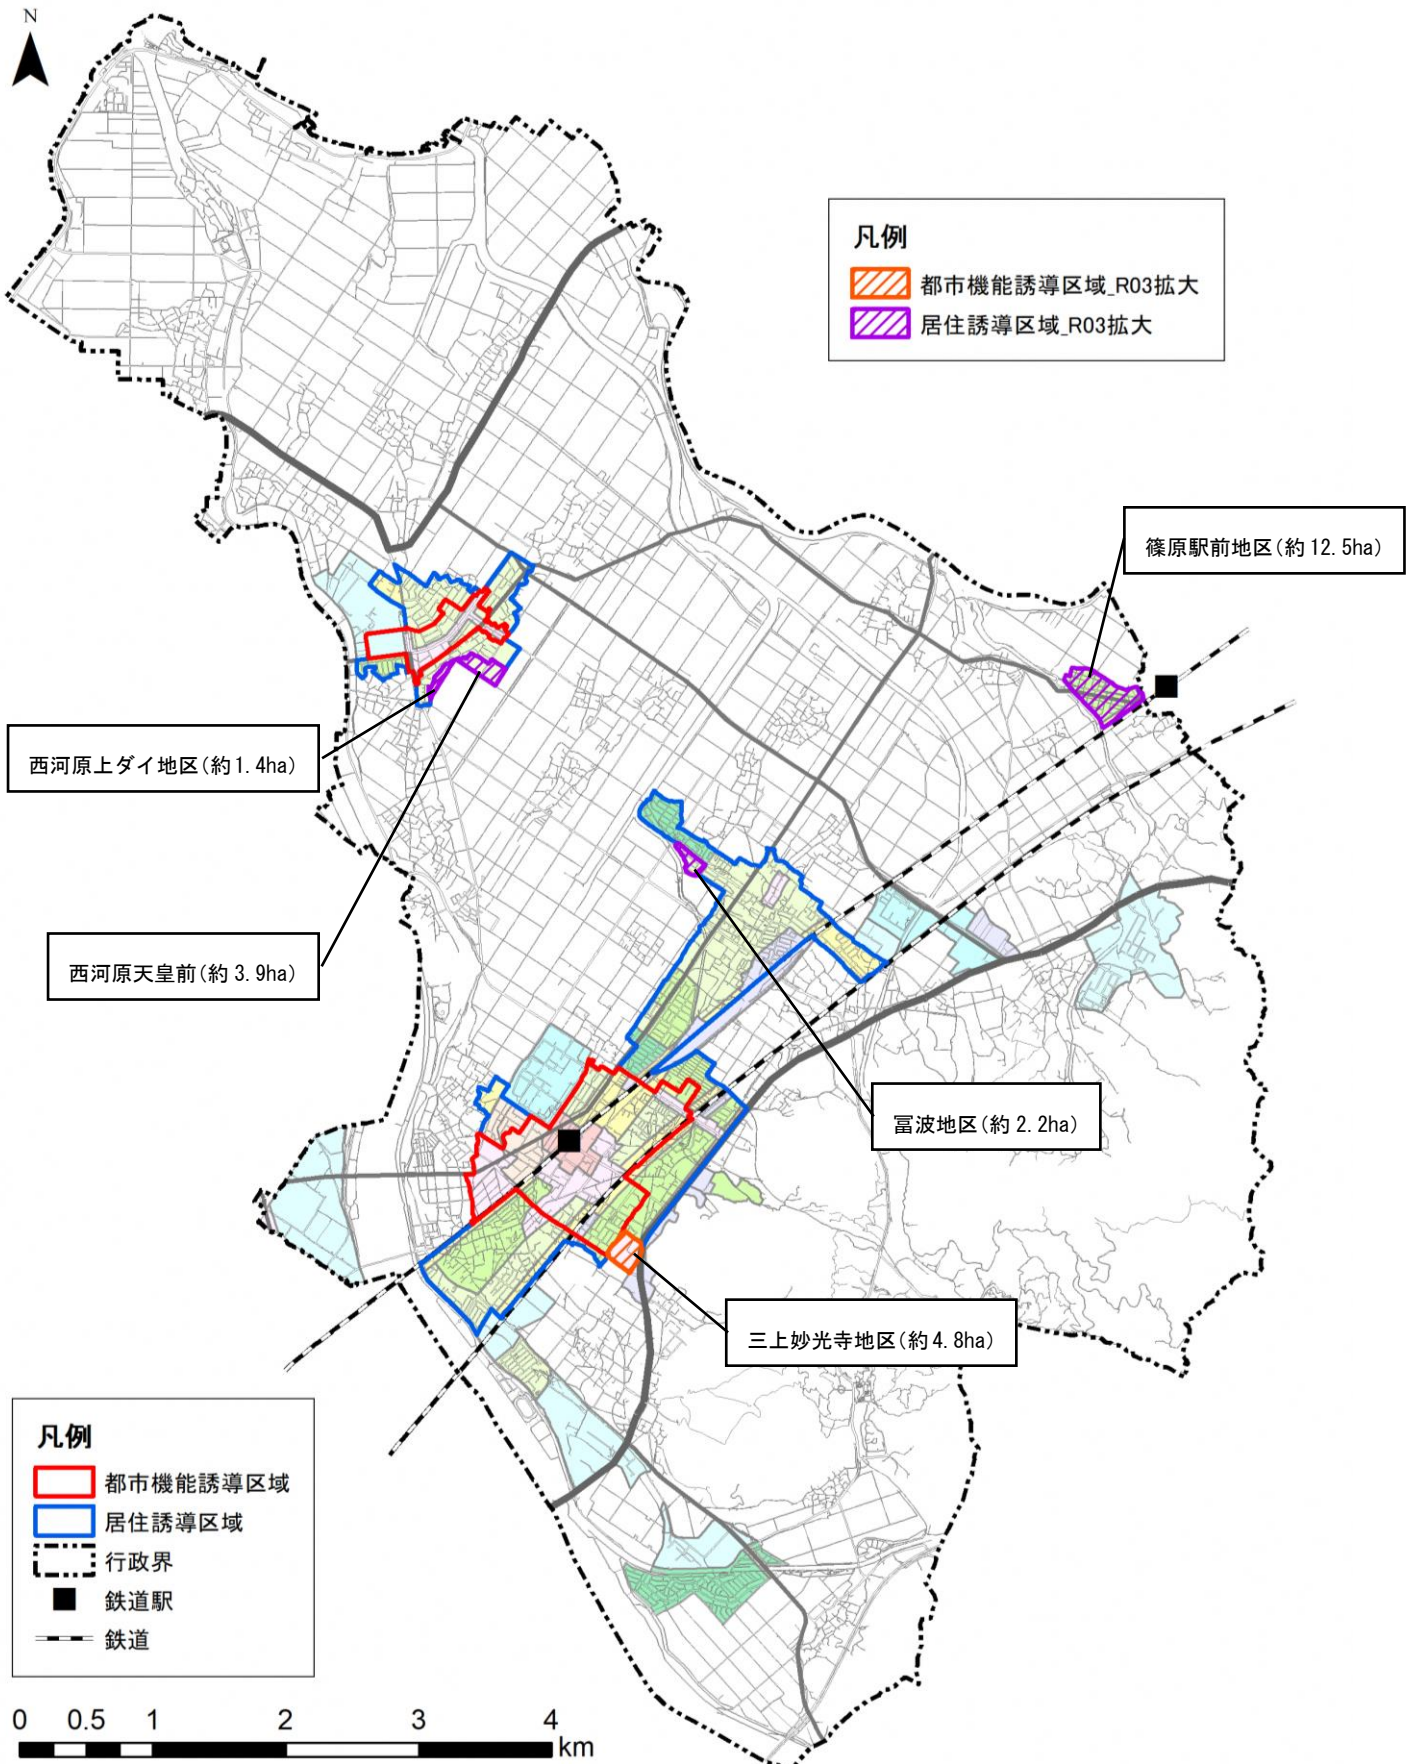 N
凡例
都市機能誘導区域_R03拡大
居住誘導区域_R03拡大
篠原駅前地区(約12.5ha)
西河原上ダイ地区(約1.4ha)
西河原天皇前(約3.9ha)
冨波地区(約2.2ha)
三上妙光寺地区(約4.8ha)
凡例
都市機能誘導区域
居住誘導区域
行政界
鉄道駅
鉄道
0 0.5 1 2 3 4
km